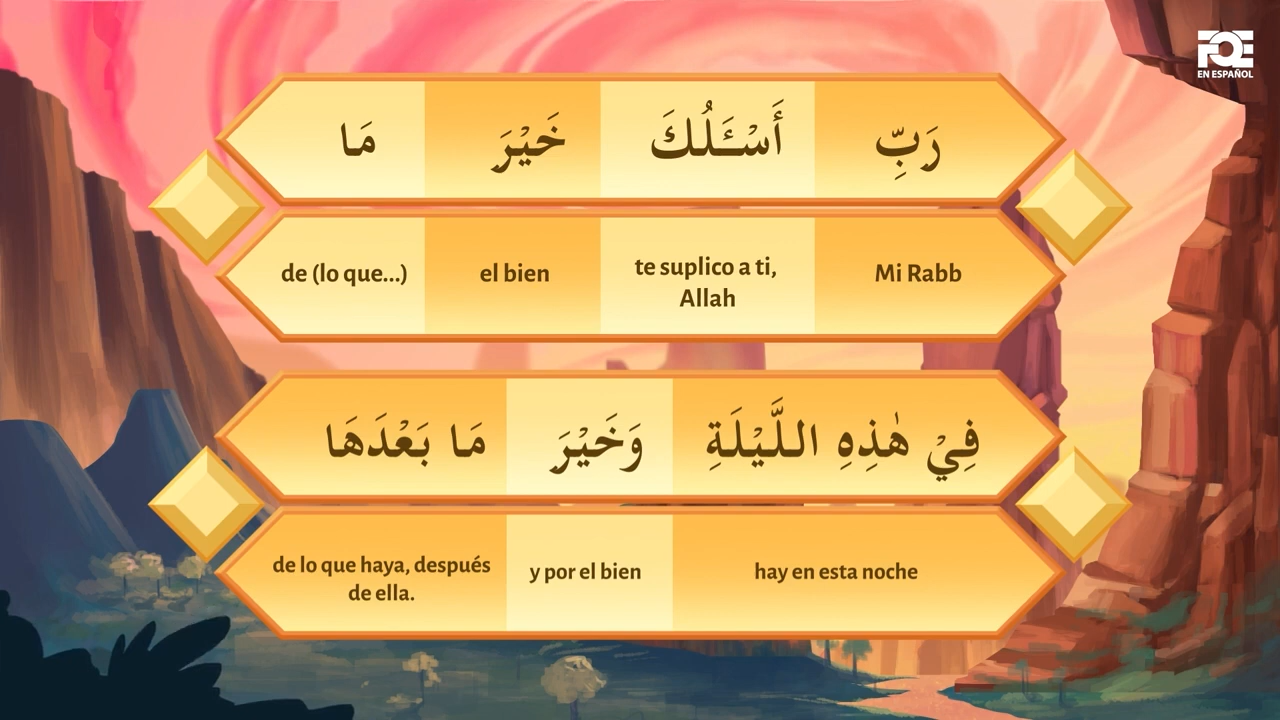 FQE
EN ESPAÑOL
رَبِّ أَسْـَٔـلُكَ خَيْرَ مَا
Mi Rabb
te suplico a ti,
Allah
el bien
de (lo que...)
فِيْ هٰذِهِ اللَّيْلَةِ وَخَيْرَ مَا بَعْدَهَا
hay en esta noche
y por el bien
de lo que haya, después
de ella.